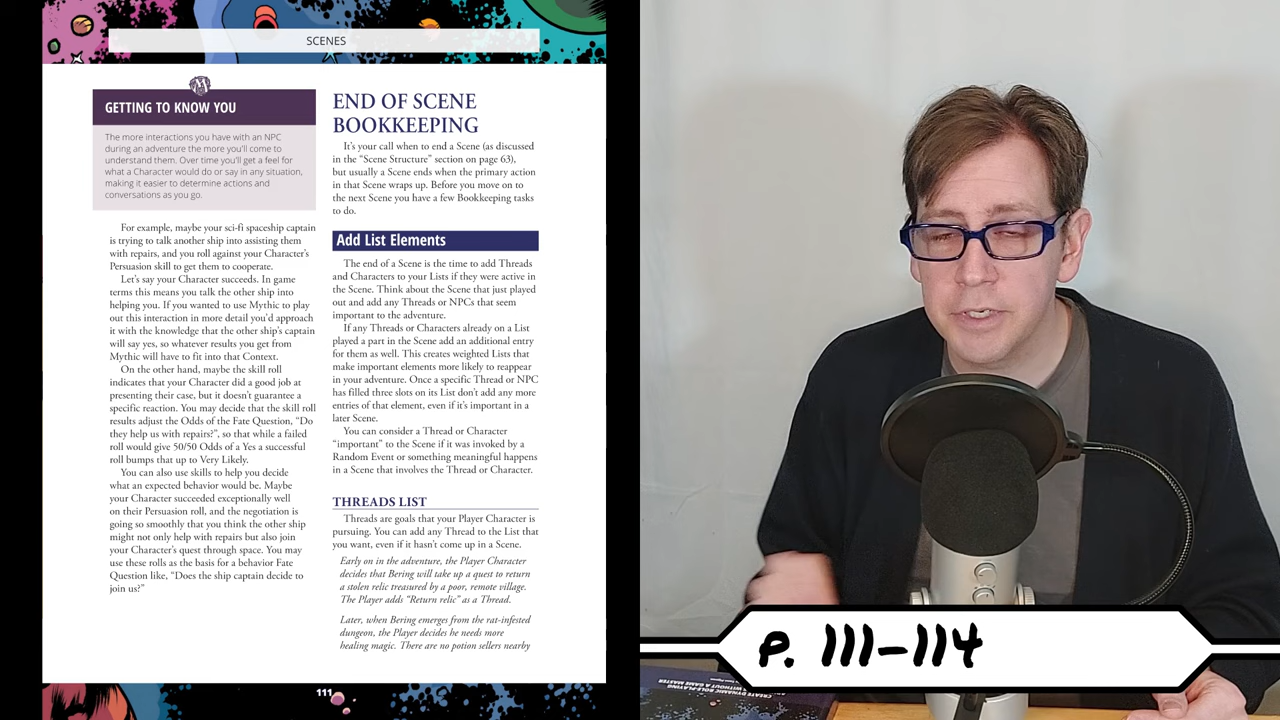 SCENES
GETTING TO KNOW YOU
The more interactions you have with an NPC
during an adventure the more you'll come to
understand them. Over time you'll get a feel for
what a Character would do or say in any situation,
making it easier to determine actions and
conversations as you go.
For example, maybe your sci-fi spaceship captain
is trying to talk another ship into assisting them
with repairs, and you roll against your Character's
Persuasion skill to get them to cooperate.
Let's say your Character succeeds. In game
terms this means you talk the other ship into
helping you. If you wanted to use Mythic to play
out this interaction in more detail you'd approach
it with the knowledge that the other ship's captain
will say yes, so whatever results you get from
Mythic will have to fit into that Context.
On the other hand, maybe the skill roll
indicates that your Character did a good job at
presenting their case, but it doesn't guarantee a
specific reaction. You may decide that the skill roll
results adjust the Odds of the Fate Question, "Do
they help us with repairs?", so that while a failed
roll would give 50/50 Odds of a Yes a successful
roll bumps that up to Very Likely.
You can also use skills to help you decide
what an expected behavior would be. Maybe
your Character succeeded exceptionally well
on their Persuasion roll, and the negotiation is
going so smoothly that you think the other ship
might not only help with repairs but also join
your Character's quest through space. You may
use these rolls as the basis for a behavior Fate
Question like, "Does the ship captain decide to
join us?"
END OF SCENE
BOOKKEEPING
It's your call when to end a Scene (as discussed
in the "Scene Structure" section on page 63),
but usually a Scene ends when the primary action
in that Scene wraps up. Before you move on to
the next Scene you have a few Bookkeeping tasks
to do.
Add List Elements
The end of a Scene is the time to add Threads
and Characters to your Lists if they were active in
the Scene. Think about the Scene that just played
out and add any Threads or NPCs that seem
important to the adventure.
If any Threads or Characters already on a List
played a part in the Scene add an additional entry
for them as well. This creates weighted Lists that
make important elements more likely to reappear
in your adventure. Once a specific Thread or NPC
has filled three slots on its List don't add any more
entries of that element, even if it's important in a
later Scene.
You can consider a Thread or Character
"important" to the Scene if it was invoked by a
Random Event or something meaningful happens
in a Scene that involves the Thread or Character.
THREADS LIST
Threads are goals that your Player Character is
pursuing. You can add any Thread to the List that
you want, even if it hasn't come up in a Scene.
Early on in the adventure, the Player Character
decides that Bering will take up a quest to return
a stolen relic treasured by a poor, remote village.
The Player adds "Return relic" as a Thread.
Later, when Bering emerges from the rat-infested
dungeon, the Player decides he needs more
healing magic. There are no potion sellers nearby
111
P. 111-114
CREATE DYNAMIC ROLE-PLAYING
WITHOUT A GAME MASTER